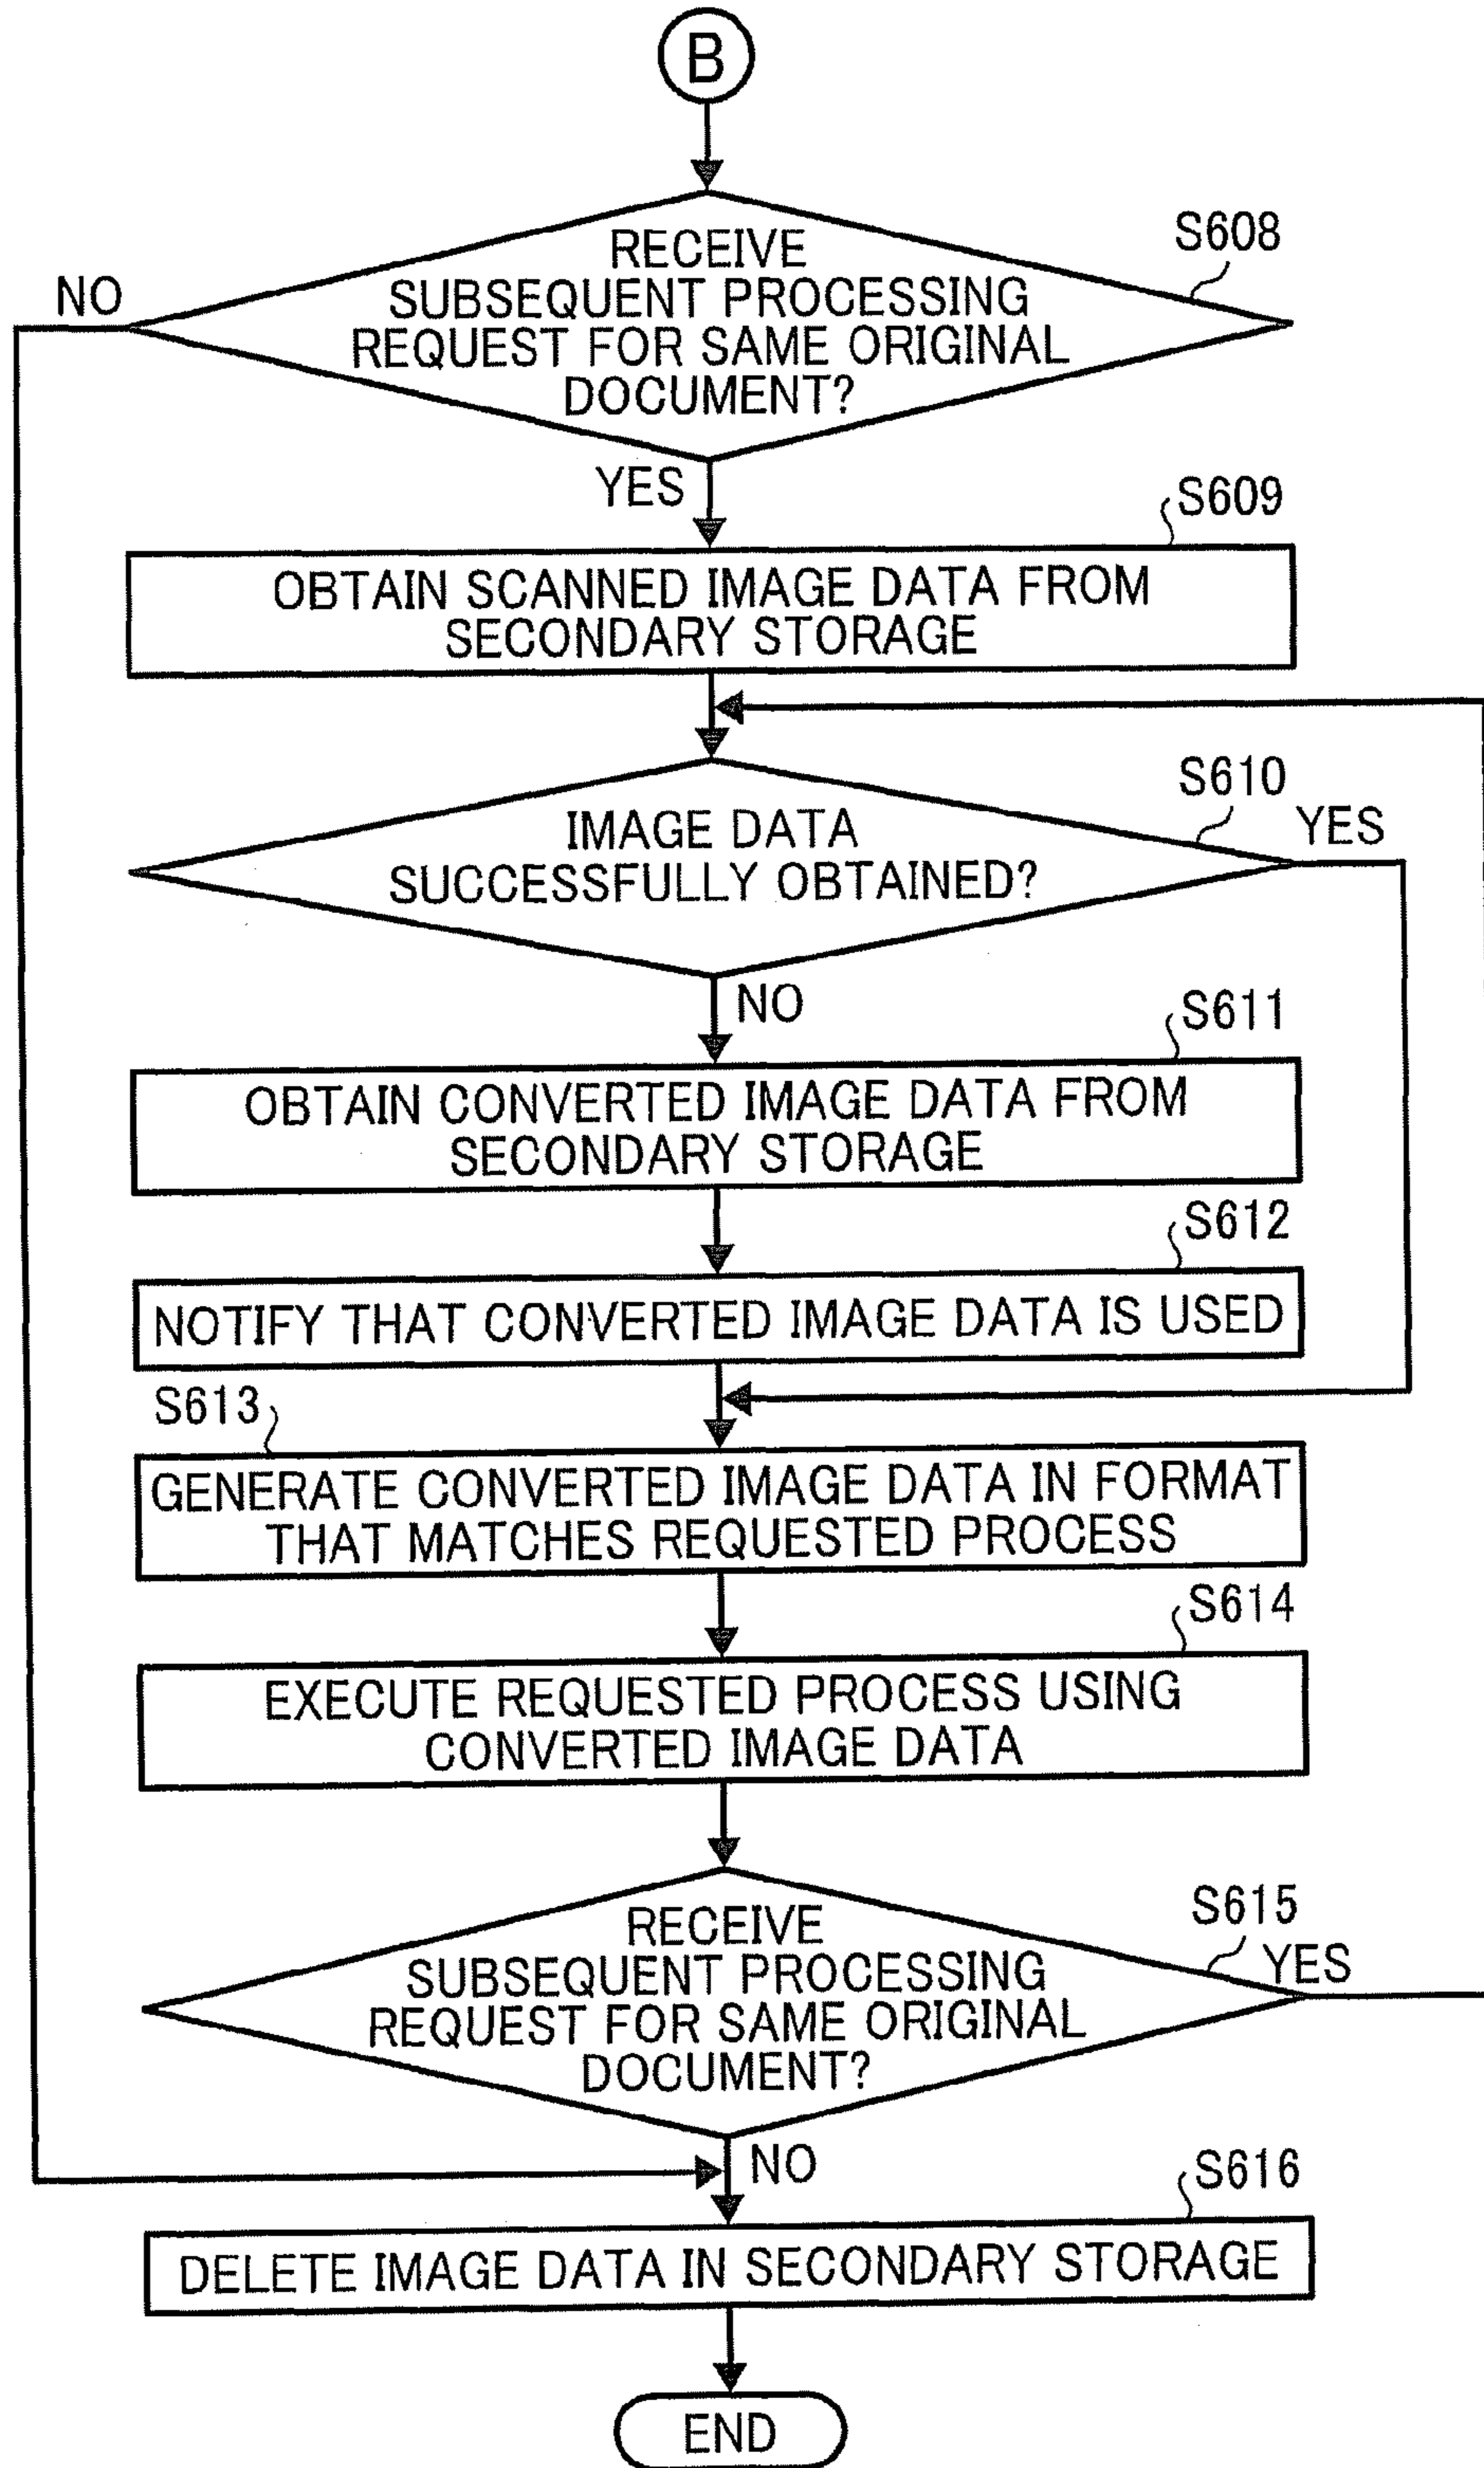 B
RECEIVE
SUBSEQUENT PROCESSING
REQUEST FOR SAME ORIGINAL
DOCUMENT?
S608
NO
YES
S609
OBTAIN SCANNED IMAGE DATA FROM
SECONDARY STORAGE
S610
IMAGE DATA
SUCCESSFULLY OBTAINED?
YES
NO
S611
OBTAIN CONVERTED IMAGE DATA FROM
SECONDARY STORAGE
S612
NOTIFY THAT CONVERTED IMAGE DATA IS USED
S613
GENERATE CONVERTED IMAGE DATA IN FORMAT
THAT MATCHES REQUESTED PROCESS
S614
EXECUTE REQUESTED PROCESS USING
CONVERTED IMAGE DATA
S615
RECEIVE
SUBSEQUENT PROCESSING
REQUEST FOR SAME ORIGINAL
DOCUMENT?
YES
NO
S616
DELETE IMAGE DATA IN SECONDARY STORAGE
END